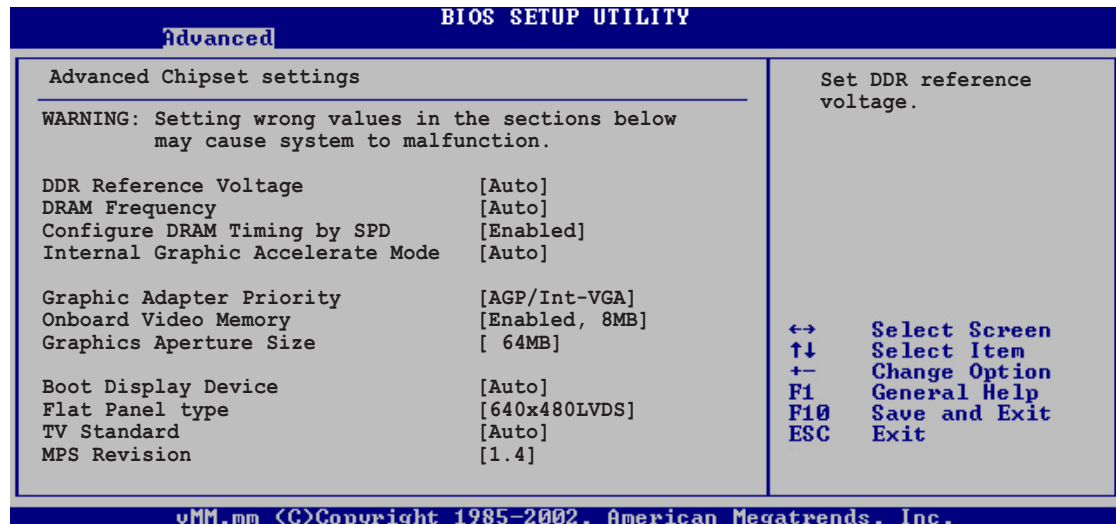 BIOS SETUP UTILITY
Advanced
Advanced Chipset settings
WARNING: Setting wrong values in the sections below
may cause system to malfunction.
DDR Reference Voltage [Auto]
DRAM Frequency [Auto]
Configure DRAM Timing by SPD [Enabled]
Internal Graphic Accelerate Mode [Auto]
Graphic Adapter Priority [AGP/Int-VGA]
Onboard Video Memory [Enabled, 8MB]
Graphics Aperture Size [ 64MB]
Boot Display Device [Auto]
Flat Panel type [640x480LVDS]
TV Standard [Auto]
MPS Revision [1.4]
Set DDR reference
voltage.
←→ Select Screen
↑↓ Select Item
+- Change Option
F1 General Help
F10 Save and Exit
ESC Exit
vMM.mm (C)Copyright 1985-2002, American Megatrends, Inc.